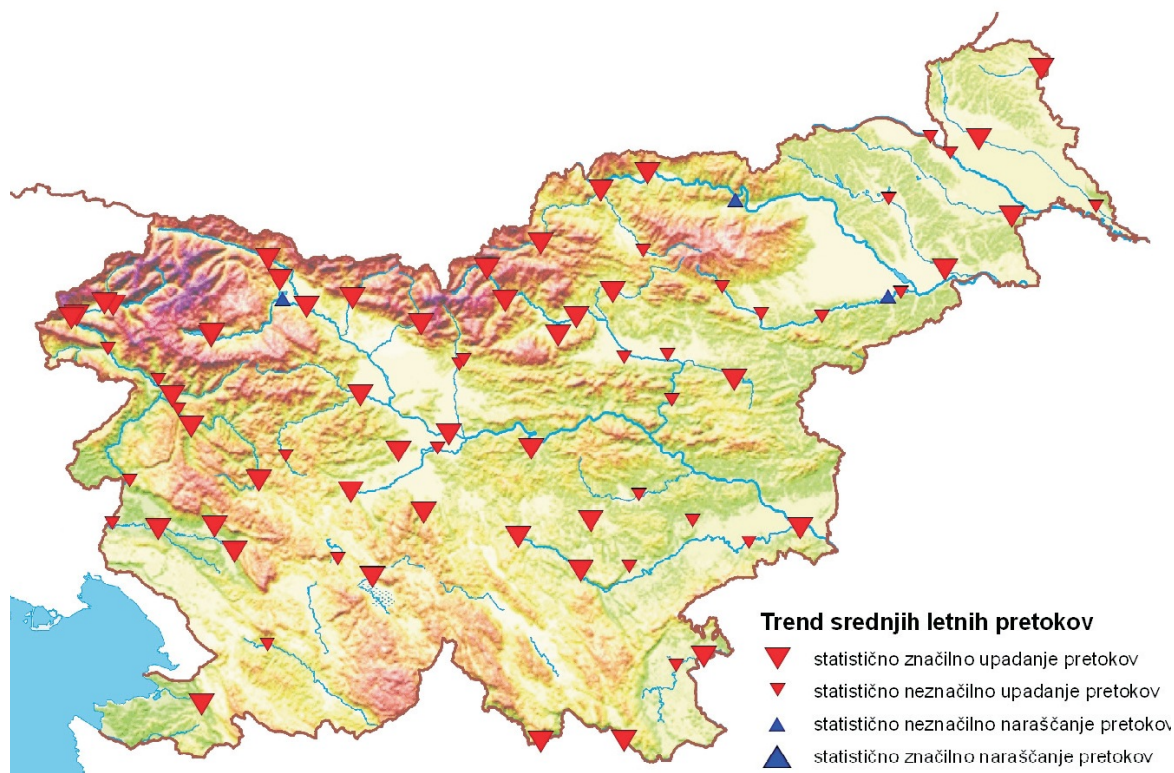 Trend srednjih letnih pretokov
statistično značilno upadanje pretokov
statistično neznačilno upadanje pretokov
statistično neznačilno naraščanje pretokov
statistično značilno naraščanje pretokov